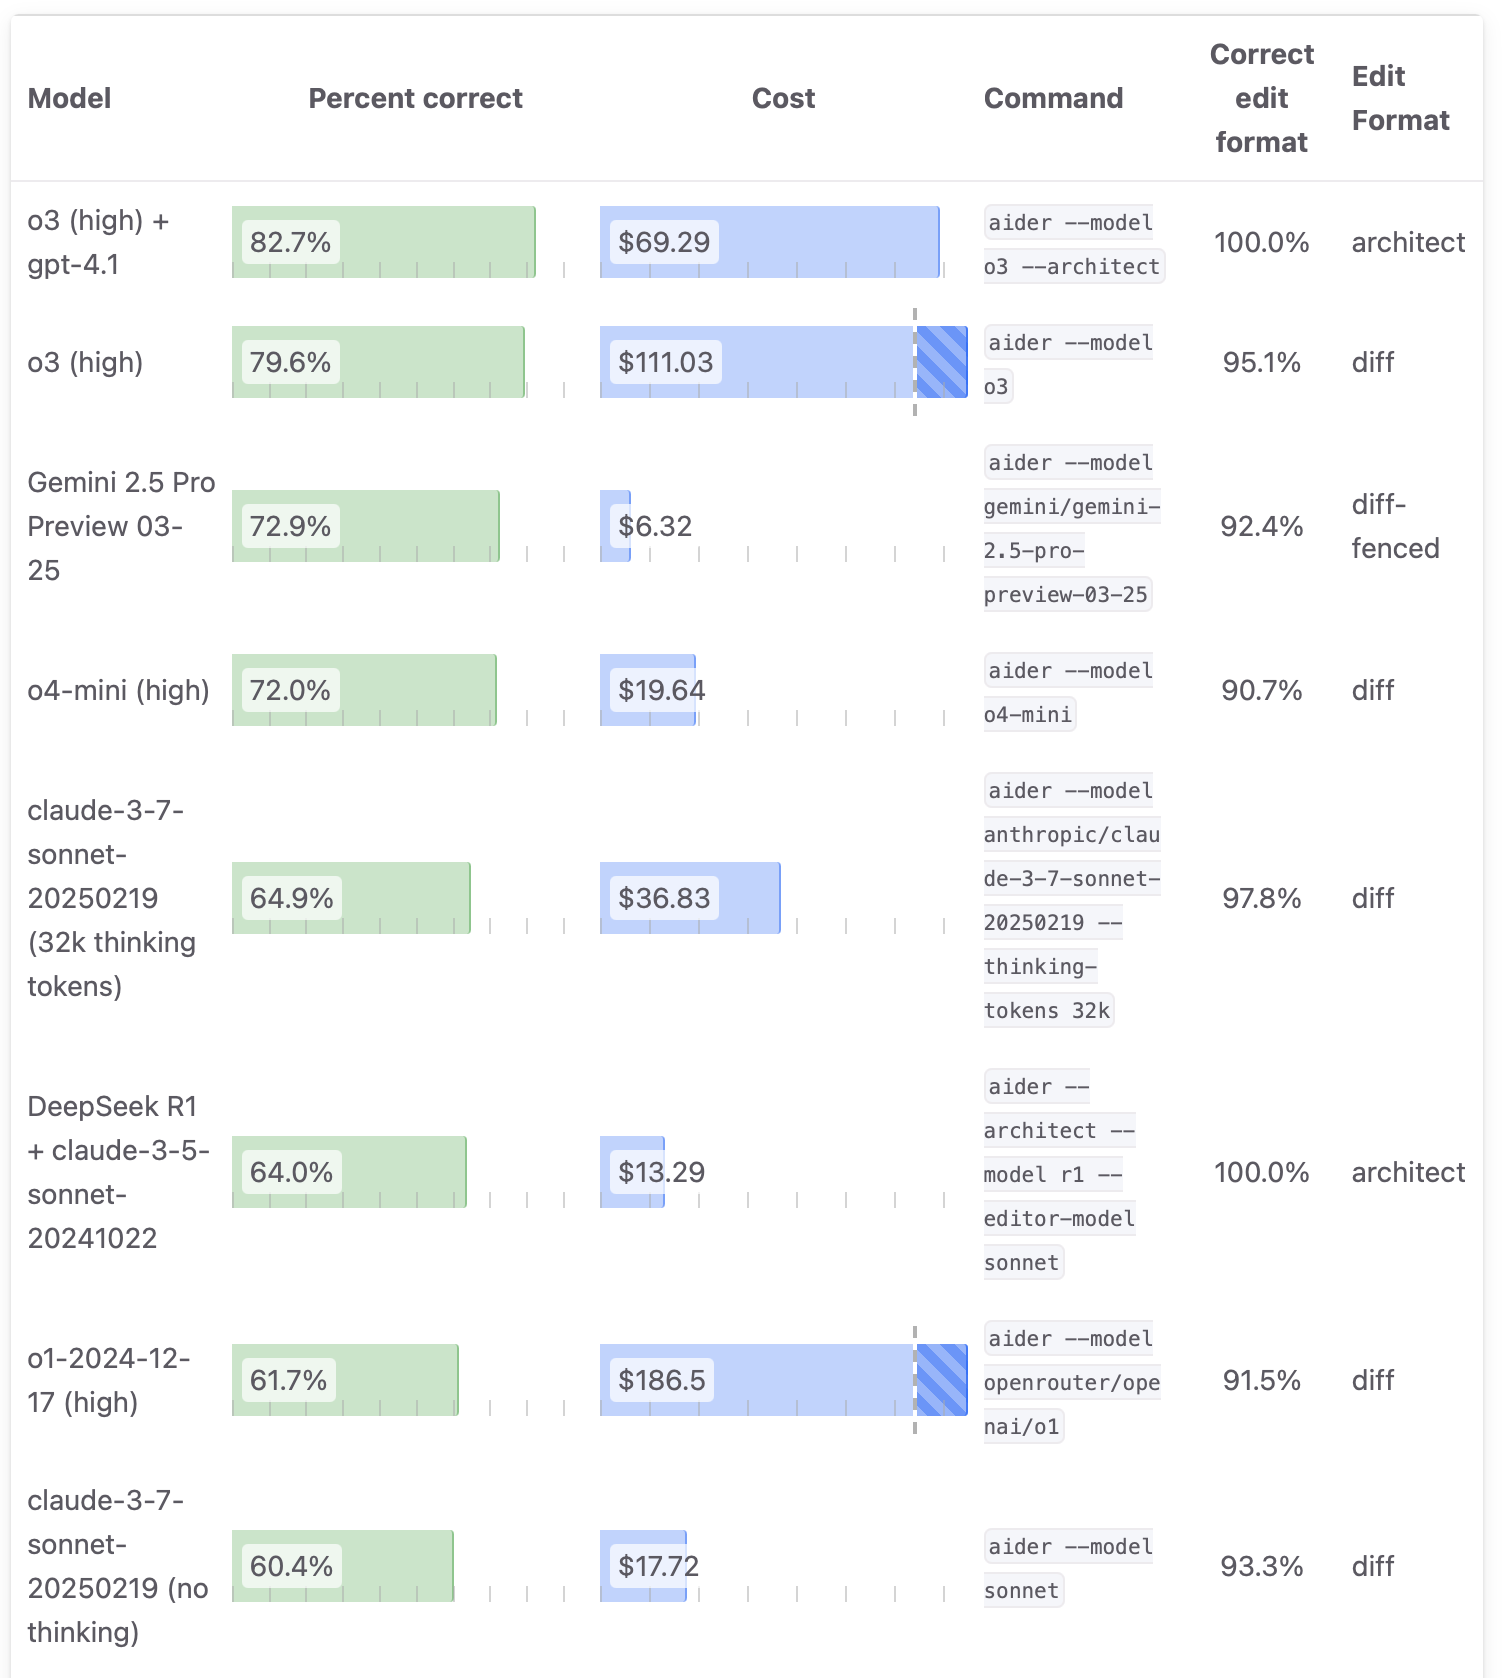 Model Percent correct Cost Command Correct edit format Edit Format
o3 (high) +
gpt-4.1
82.7%
$69.29
aider --model
o3 --architect
100.0%
architect
o3 (high)
79.6%
$111.03
aider --model
o3
95.1%
diff
Gemini 2.5 Pro
Preview 03-
25
72.9%
$6.32
aider --model
gemini/gemini-
2.5-pro-
preview-03-25
92.4%
diff-
fenced
o4-mini (high)
72.0%
$19.64
aider --model
o4-mini
90.7%
diff
claude-3-7-
sonnet-
20250219
(32k thinking
tokens)
64.9%
$36.83
aider --model
anthropic/clau
de-3-7-sonnet-
20250219 --
thinking-
tokens 32k
97.8%
diff
DeepSeek R1
+ claude-3-5-
sonnet-
20241022
64.0%
$13.29
aider --
architect --
model r1 --
editor-model
sonnet
100.0%
architect
o1-2024-12-
17 (high)
61.7%
$186.5
aider --model
openrouter/ope
nai/o1
91.5%
diff
claude-3-7-
sonnet-
20250219 (no
thinking)
60.4%
$17.72
aider --model
sonnet
93.3%
diff